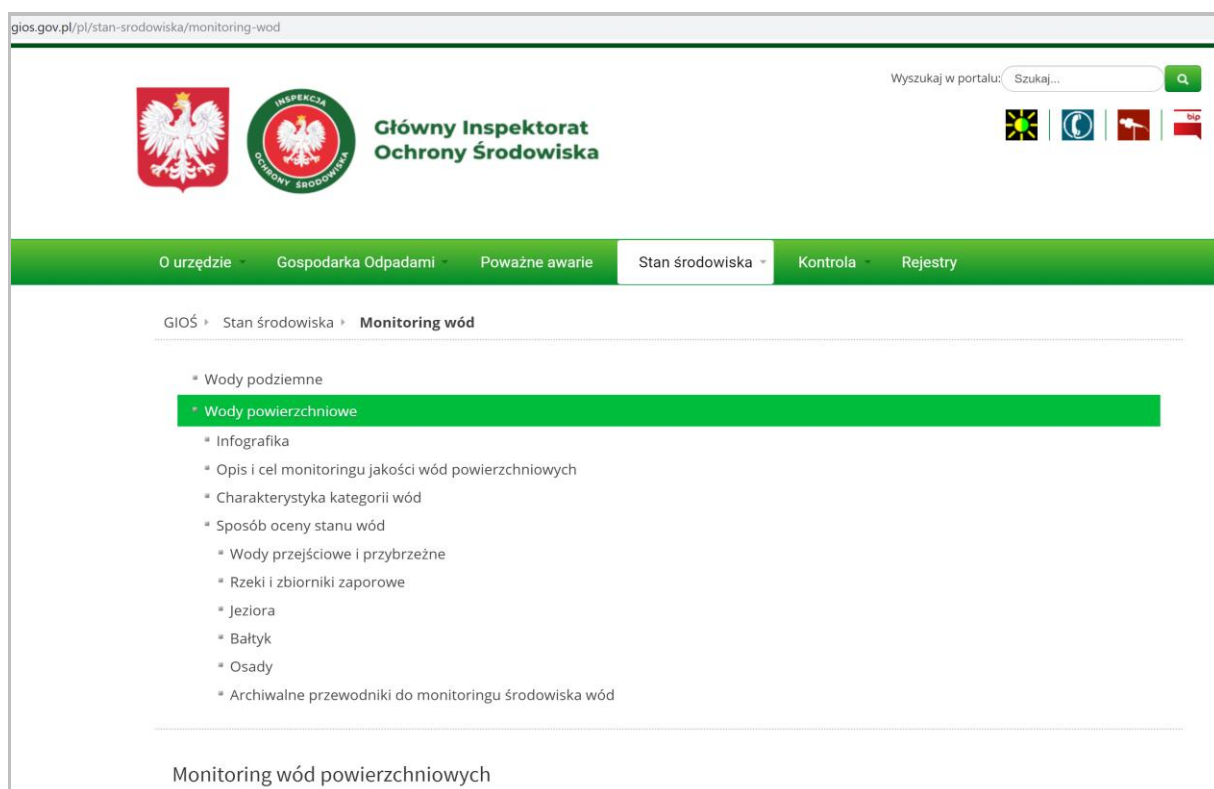 gios.gov.pl/pl/stan-srodowiska/monitoring-wod
Wyszukaj w portalu: Szukaj...
bip
INSPEKCJA
OCHRONY ŚRODOWISKA
Główny Inspektorat
Ochrony Środowiska
O urzędzie Gospodarka Odpadami Poważne awarie Stan środowiska Kontrola Rejestry
GIOŚ Stan środowiska Monitoring wód
Wody podziemne
Wody powierzchniowe
Infografika
Opis i cel monitoringu jakości wód powierzchniowych
Charakterystyka kategorii wód
Sposób oceny stanu wód
Wody przejściowe i przybrzeżne
Rzeki i zbiorniki zaporowe
Jeziora
Bałtyk
Osady
Archiwalne przewodniki do monitoringu środowiska wód
Monitoring wód powierzchniowych